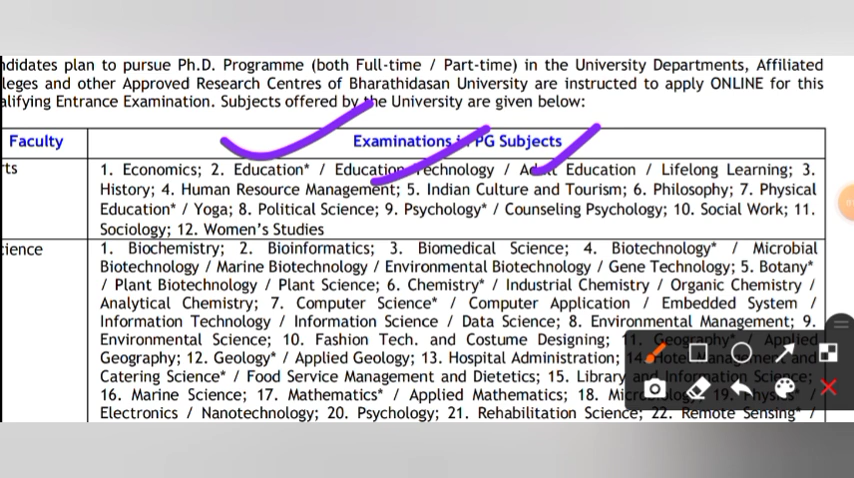 ndidates plan to pursue Ph.D. Programme (both Full-time / Part-time) in the University Departments, Affiliated
lleges and other Approved Research Centres of Bharathidasan University are instructed to apply ONLINE for this
alifying Entrance Examination. Subjects offered by the University are given below:
Faculty Examinations in PG Subjects
rts 1. Economics; 2. Education* / Education Technology / Adult Education / Lifelong Learning; 3.
History; 4. Human Resource Management; 5. Indian Culture and Tourism; 6. Philosophy; 7. Physical
Education* / Yoga; 8. Political Science; 9. Psychology* / Counseling Psychology; 10. Social Work; 11.
Sociology; 12. Women's Studies
cience 1. Biochemistry; 2. Bioinformatics; 3. Biomedical Science; 4. Biotechnology* / Microbial
Biotechnology / Marine Biotechnology / Environmental Biotechnology / Gene Technology; 5. Botany*
/ Plant Biotechnology / Plant Science; 6. Chemistry* / Industrial Chemistry / Organic Chemistry /
Analytical Chemistry; 7. Computer Science* / Computer Application / Embedded System /
Information Technology / Information Science / Data Science; 8. Environmental Management; 9.
Environmental Science; 10. Fashion Tech. and Costume Designing; 11. Geography* / Applied
Geography; 12. Geology* / Applied Geology; 13. Hospital Administration; 14. Hotel Management and
Catering Science* / Food Service Management and Dietetics; 15. Library and Information Science;
16. Marine Science; 17. Mathematics* / Applied Mathematics; 18. Microbiology; 19. Physics* /
Electronics / Nanotechnology; 20. Psychology; 21. Rehabilitation Science; 22. Remote Sensing* /